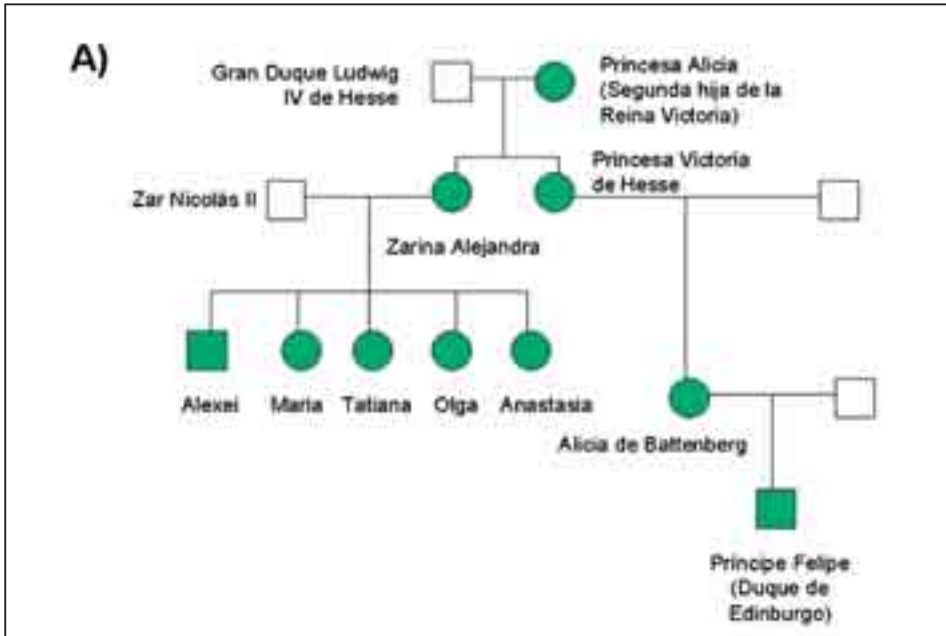 A)
Gran Duque Ludwig
IV de Hesse
Princesa Alicia
(Segunda hija de la
Reina Victoria)
Princesa Victoria
de Hesse
Zar Nicolás II
Zarina Alejandra
Alexei
Maria
Tatiana
Olga
Anastasia
Alicia de Battenberg
Príncipe Felipe
(Duque de
Edinburgo)